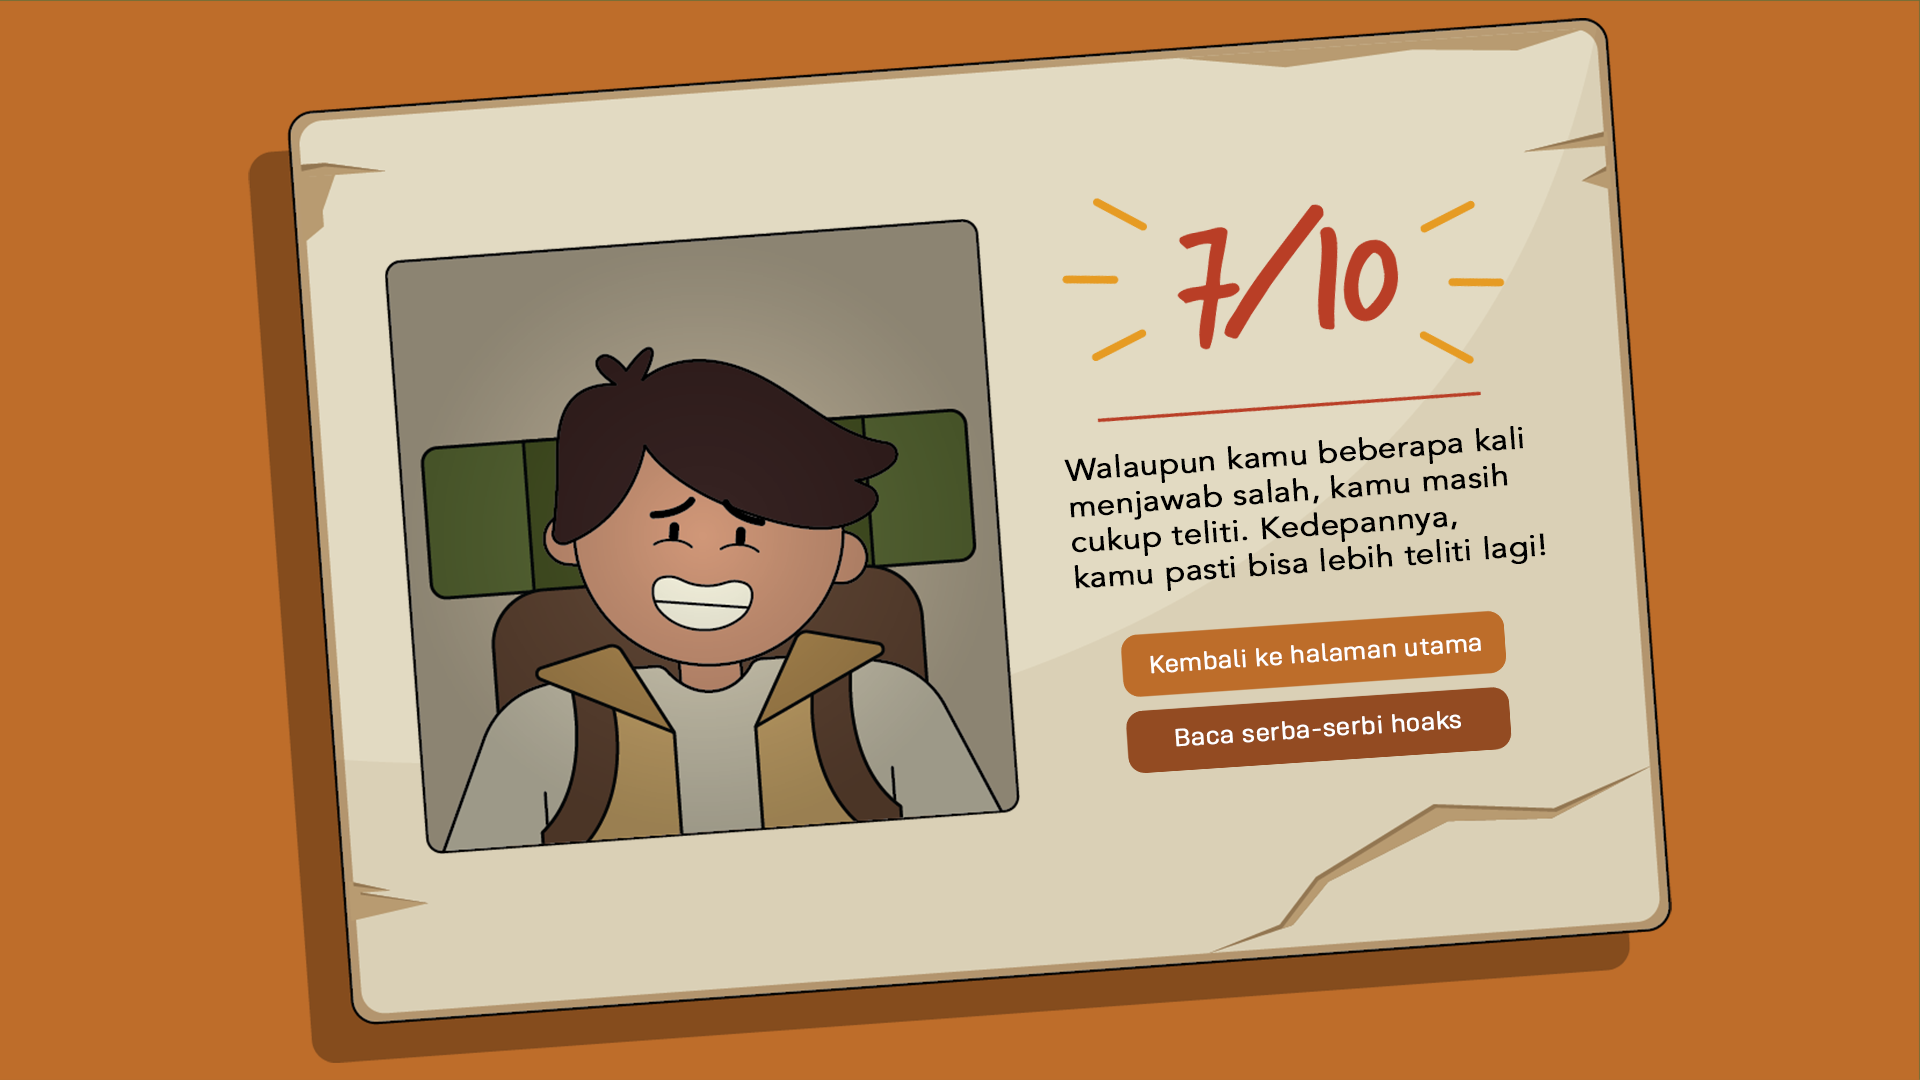 7/10
Walaupun kamu beberapa kali
menjawab salah, kamu masih
cukup teliti. Kedepannya,
kamu pasti bisa lebih teliti lagi!
Kembali ke halaman utama
Baca serba-serbi hoaks